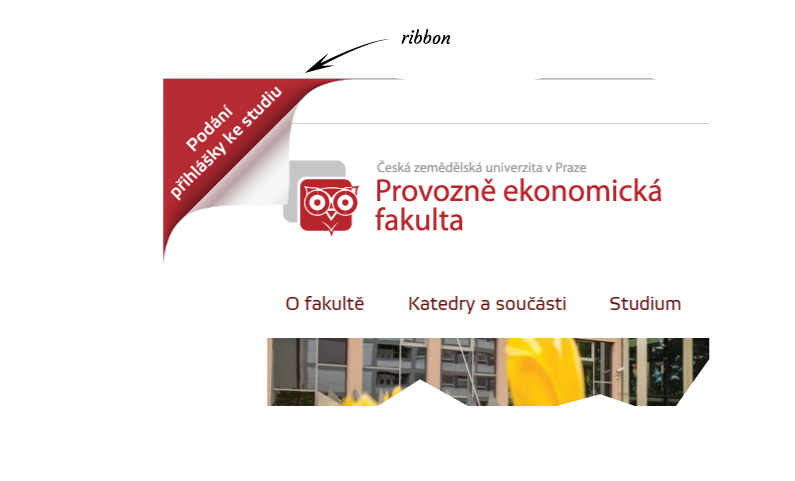 ribbon
Podání
přihlášky ke studiu
Česká zemědělská univerzita v Praze
Provozně ekonomická
fakulta
O fakultě Katedry a součásti Studium